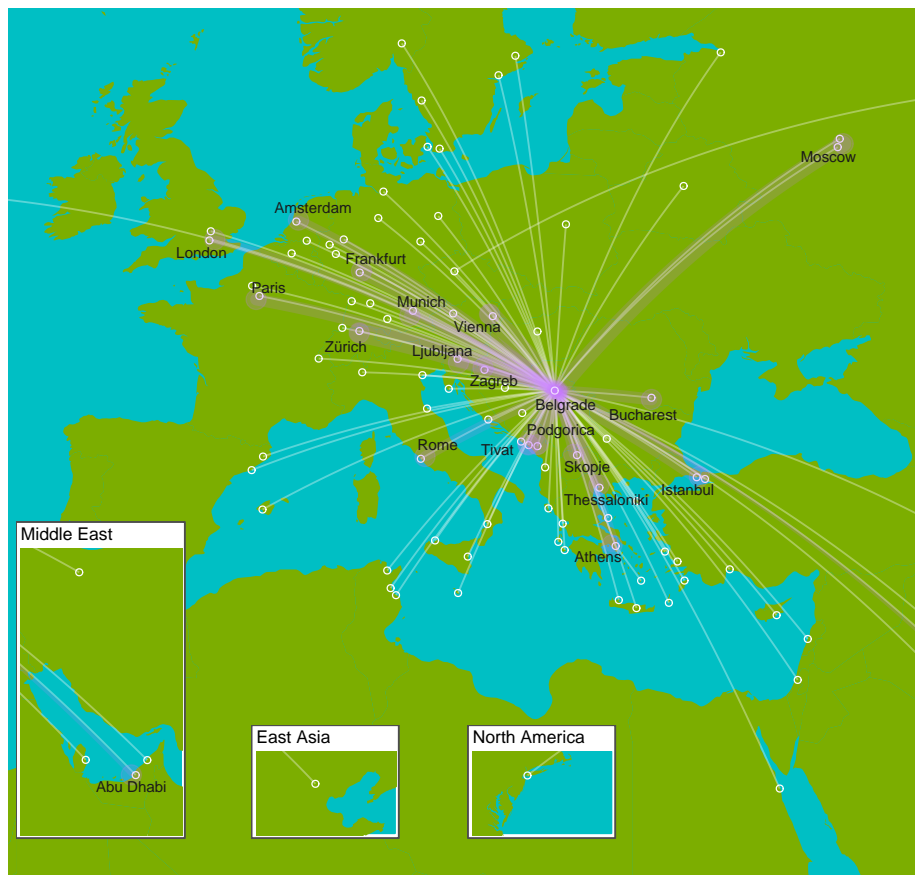 Moscow
Amsterdam
London
Frankfurt
Paris
Munich
Vienna
Zürich
Ljubljana
Zagreb
Belgrade
Bucharest
Podgorica
Rome
Tivat
Skopje
Istanbul
Thessaloniki
Athens
Middle East
Abu Dhabi
East Asia
North America